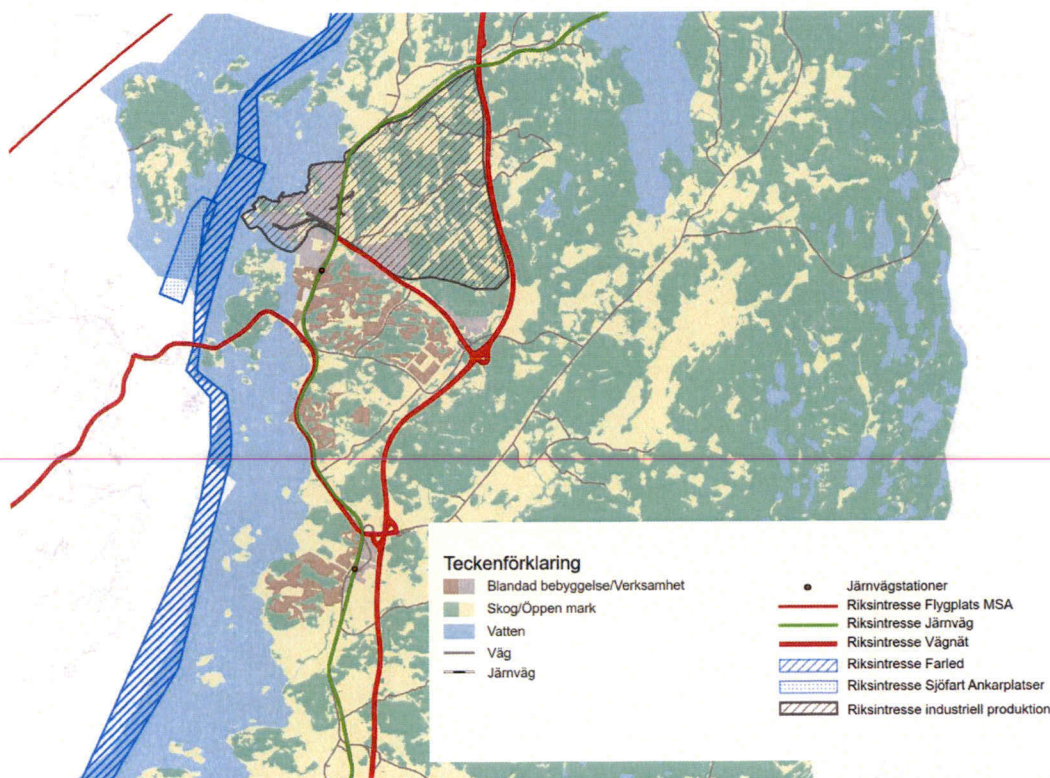 Teckenförklaring
Blandad bebyggelse/Verksamhet
Skog/Öppen mark
Vatten
Väg
Järnväg
Järnvägstationer
Riksintresse Flygplats MSA
Riksintresse Järnväg
Riksintresse Vägnät
Riksintresse Farled
Riksintresse Sjöfart Ankarplatser
Riksintresse industriell produktion